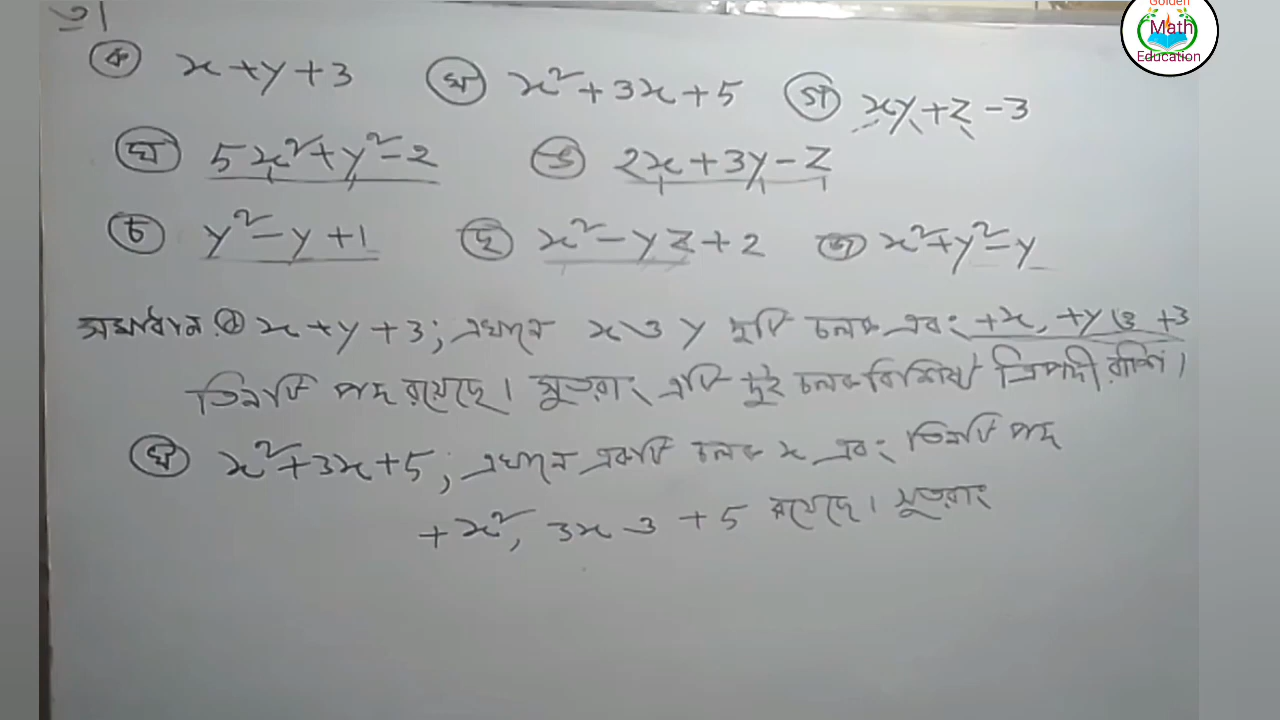 ৩।
Golden
Math
Education
ক x + y + 3 খ x² + 3x + 5 গ xy + z - 3
ঘ 5x² + y² - 2 ঙ 2x + 3y - z
চ y² - y + 1 ছ x² - yz + 2 জ x² + y² - y
সমাধান ক x + y + 3; এখানে x ও y দুটি চলক এবং +x, +y ও +3
তিনটি পদ রয়েছে। সুতরাং এটি দুই চলকবিশিষ্ট ত্রিপদী রাশি।
খ x² + 3x + 5; এখানে একটি চলক x এবং তিনটি পদ
+x², 3x ও +5 রয়েছে। সুতরাং